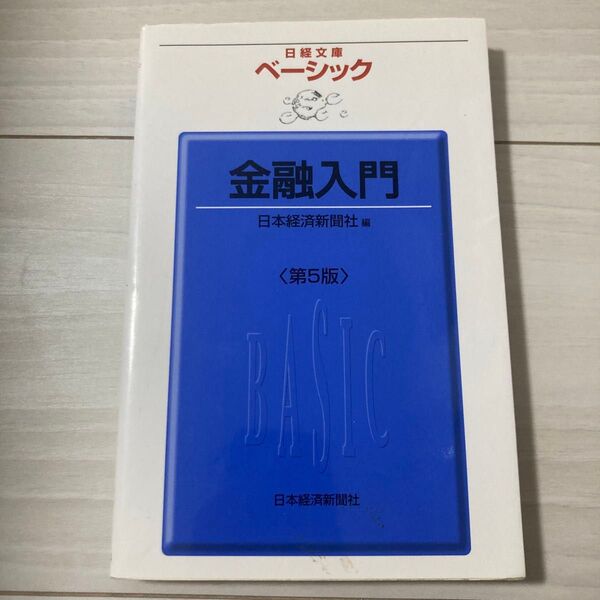 日経文庫
ベーシック
金融入門
日本経済新聞社 編
〈第5版〉
BASIC
日本経済新聞社